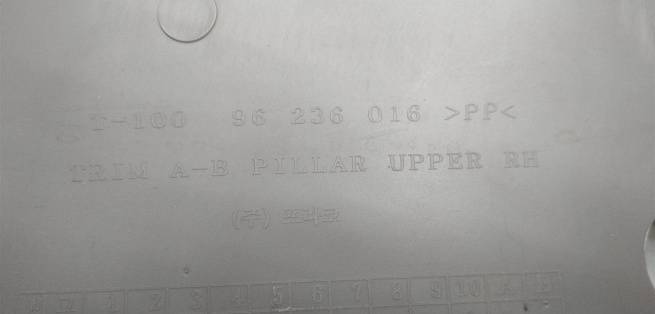 T-100 96 236 016 >PP<
TRIM A-B PILLAR UPPER RH
(주)
1 2 3 4 5 6 7 8 9 10 A B